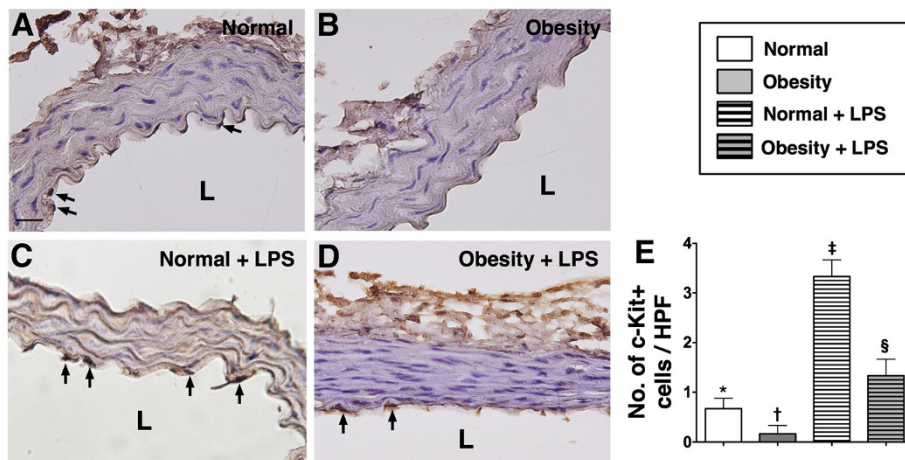 A Normal
B Obesity
Normal
Obesity
Normal + LPS
Obesity + LPS
L
L
C Normal + LPS
D Obesity + LPS
L
L
E
No. of c-Kit+
cells / HPF
4
3
2
1
0
*
†
‡
§